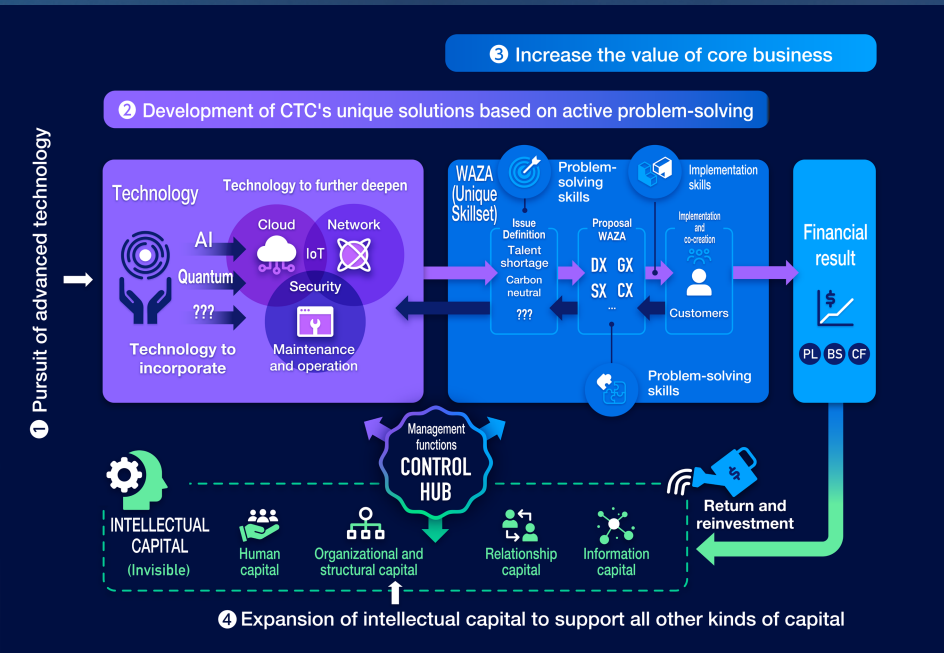 ❸ Increase the value of core business
❷ Development of CTC's unique solutions based on active problem-solving
❶ Pursuit of advanced technology
Technology
Technology to further deepen
AI
Quantum
???
Technology to
incorporate
Cloud
Network
IoT
Security
Maintenance
and operation
WAZA
(Unique
Skillset)
Problem-
solving
skills
Implementation
skills
Issue
Definition
Talent
shortage
Carbon
neutral
???
Proposal
WAZA
DX GX
SX CX
...
Implementation
and
co-creation
Customers
Problem-solving
skills
Financial
result
$
PL BS CF
Management
functions
CONTROL
HUB
$
Return and
reinvestment
INTELLECTUAL
CAPITAL
(Invisible)
Human
capital
Organizational and
structural capital
Relationship
capital
Information
capital
❹ Expansion of intellectual capital to support all other kinds of capital